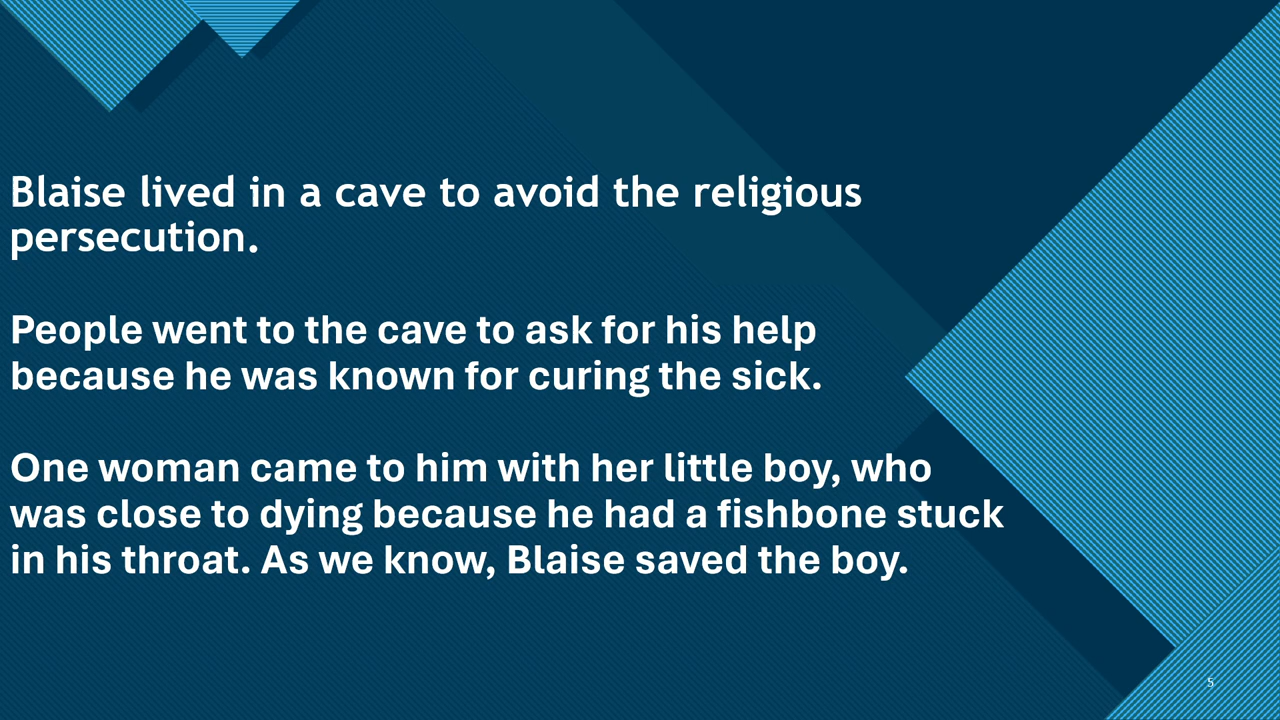 Blaise lived in a cave to avoid the religious
persecution.
People went to the cave to ask for his help
because he was known for curing the sick.
One woman came to him with her little boy, who
was close to dying because he had a fishbone stuck
in his throat. As we know, Blaise saved the boy.
5